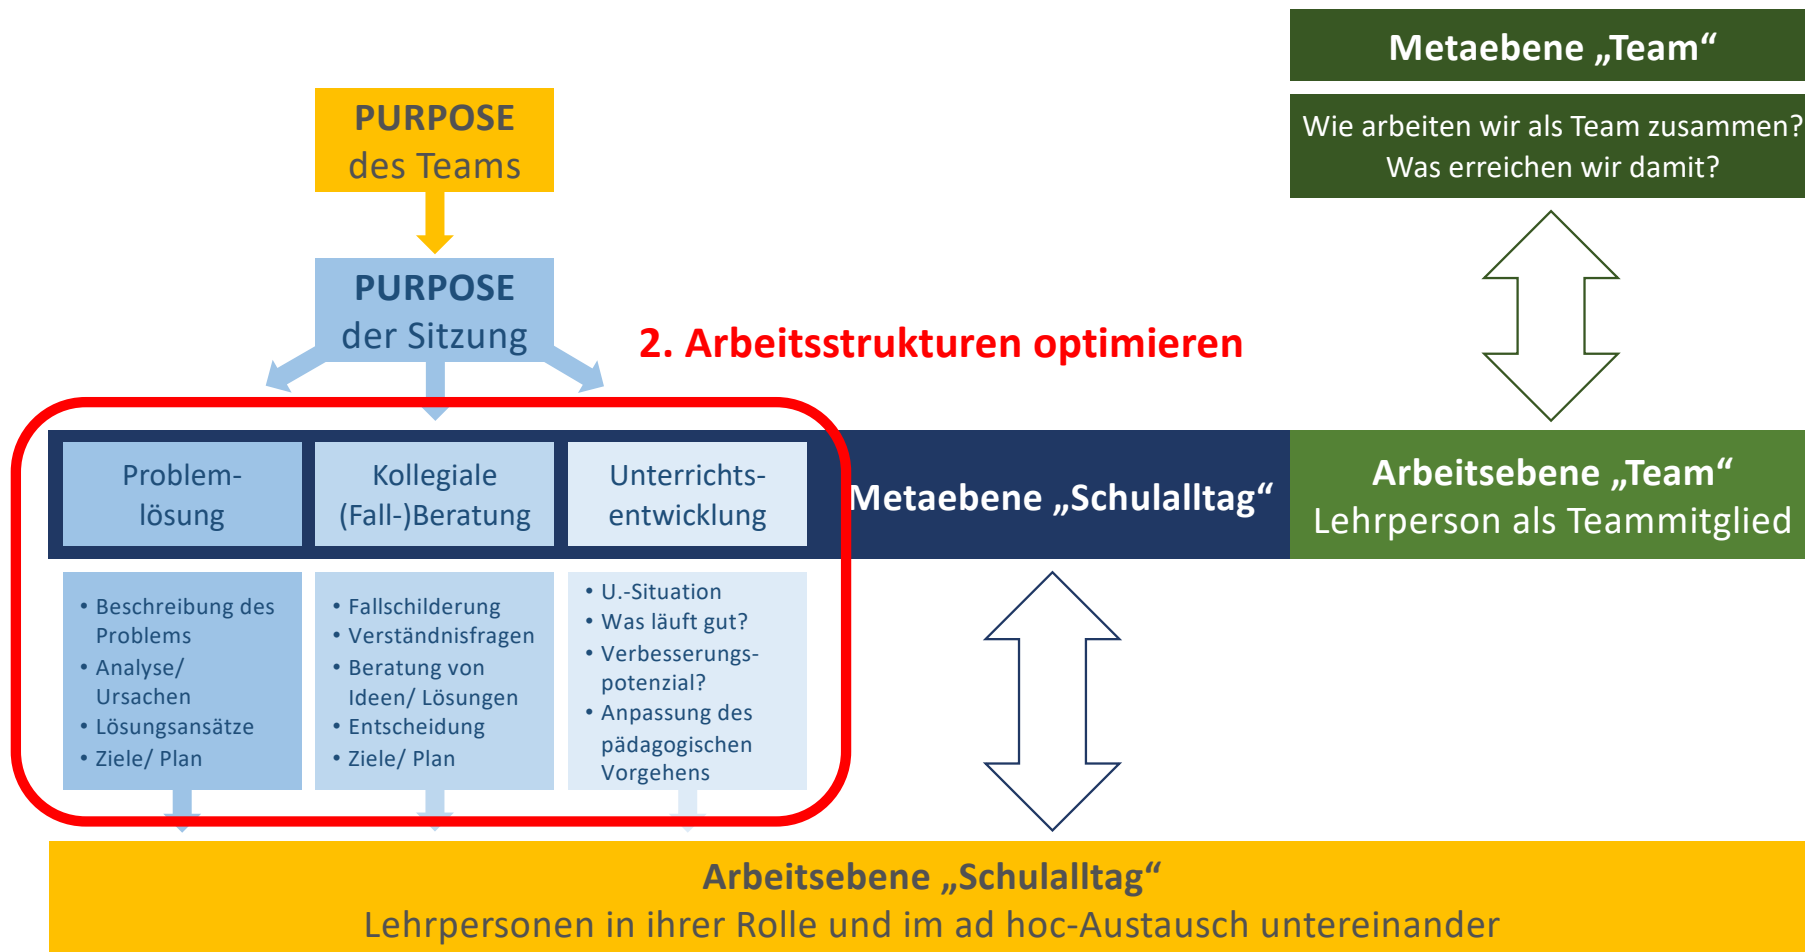 Metaebene „Team“
Wie arbeiten wir als Team zusammen?
Was erreichen wir damit?
PURPOSE
des Teams
PURPOSE
der Sitzung
2. Arbeitsstrukturen optimieren
Problem-
lösung
Kollegiale
(Fall-)Beratung
Unterrichts-
entwicklung
Metaebene „Schulalltag“
Arbeitsebene „Team“
Lehrperson als Teammitglied
• Beschreibung des
Problems
• Analyse/
Ursachen
• Lösungsansätze
• Ziele/ Plan
• Fallschilderung
• Verständnisfragen
• Beratung von
Ideen/ Lösungen
• Entscheidung
• Ziele/ Plan
• U.-Situation
• Was läuft gut?
• Verbesserungs-
potenzial?
• Anpassung des
pädagogischen
Vorgehens
Arbeitsebene „Schulalltag“
Lehrpersonen in ihrer Rolle und im ad hoc-Austausch untereinander